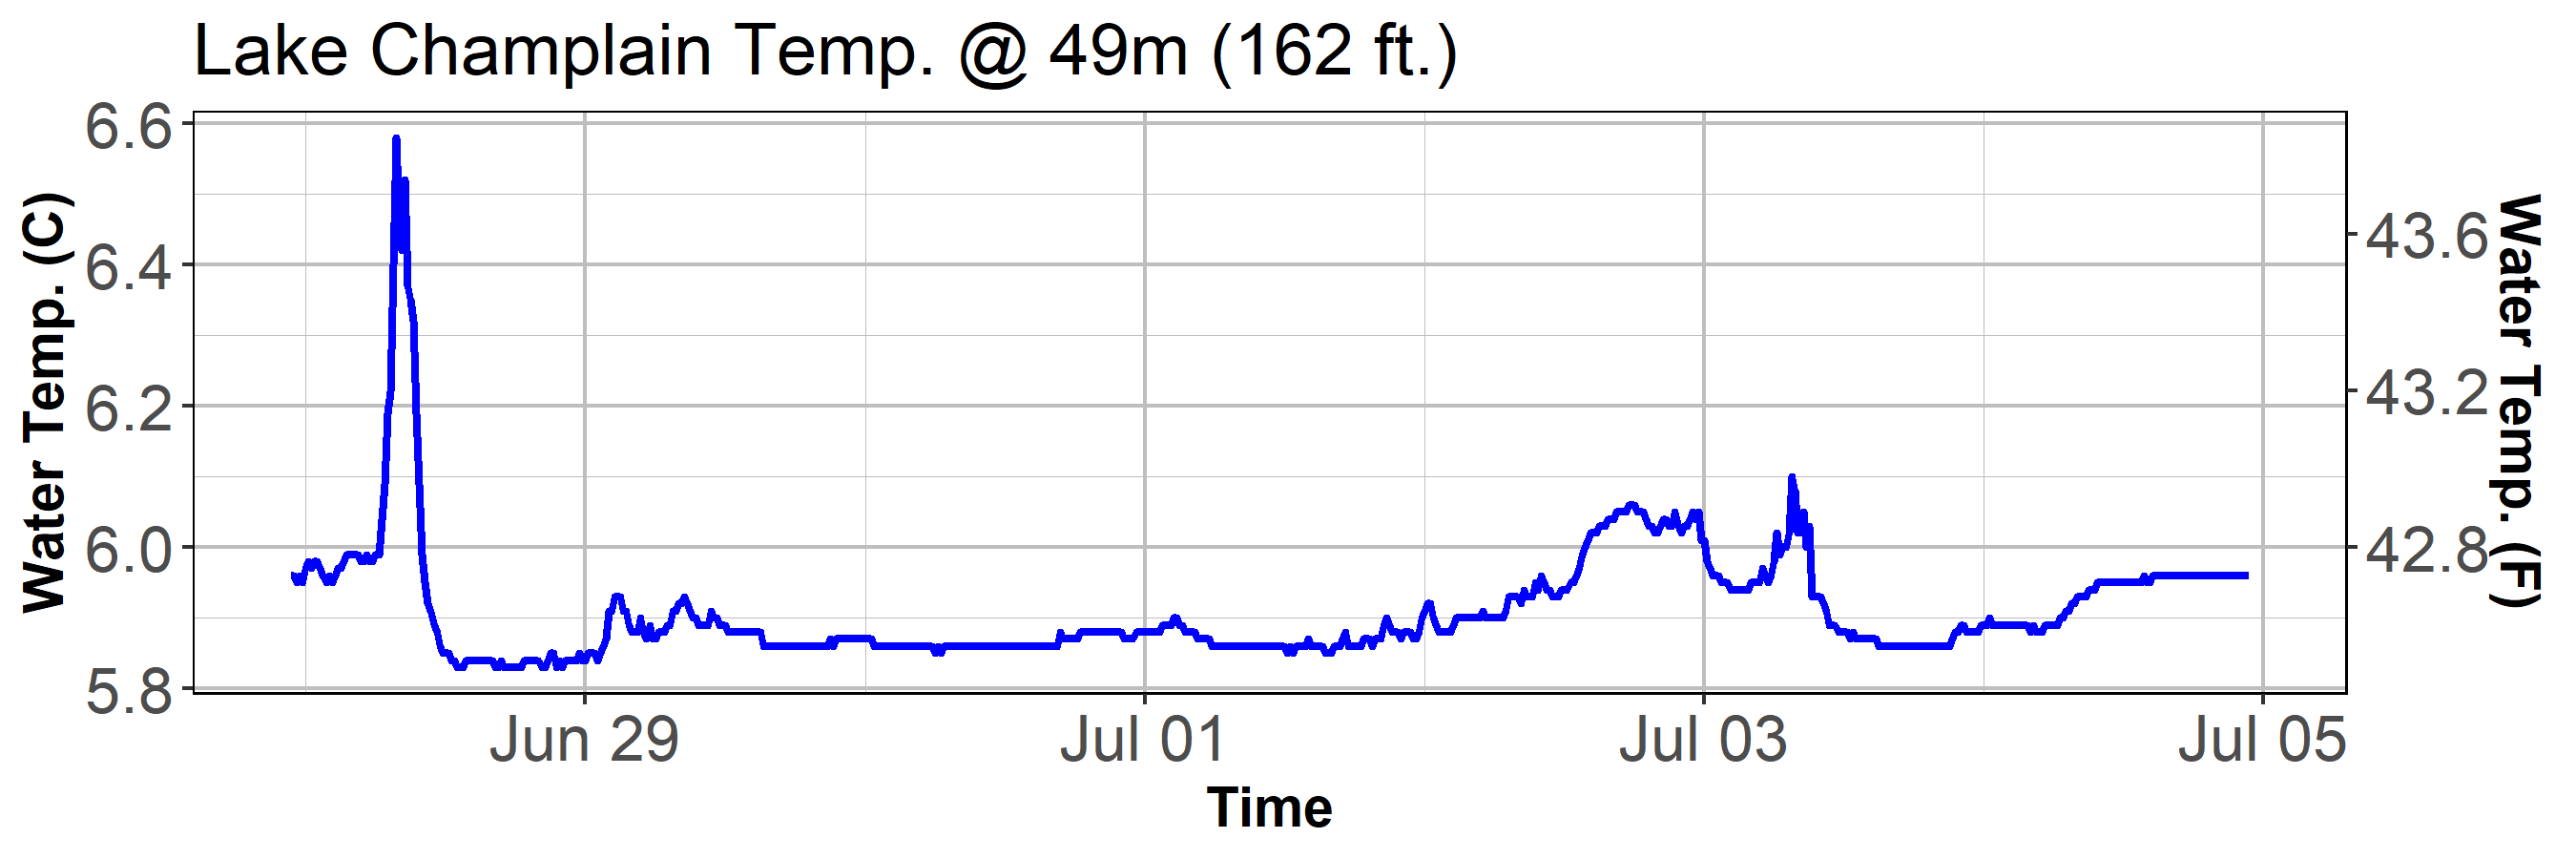 Lake Champlain Temp. @ 49m (162 ft.)
Water Temp. (C)
6.6
6.4
6.2
6.0
5.8
43.6
43.2
42.8
Water Temp. (F)
Jun 29 Jul 01 Jul 03 Jul 05
Time